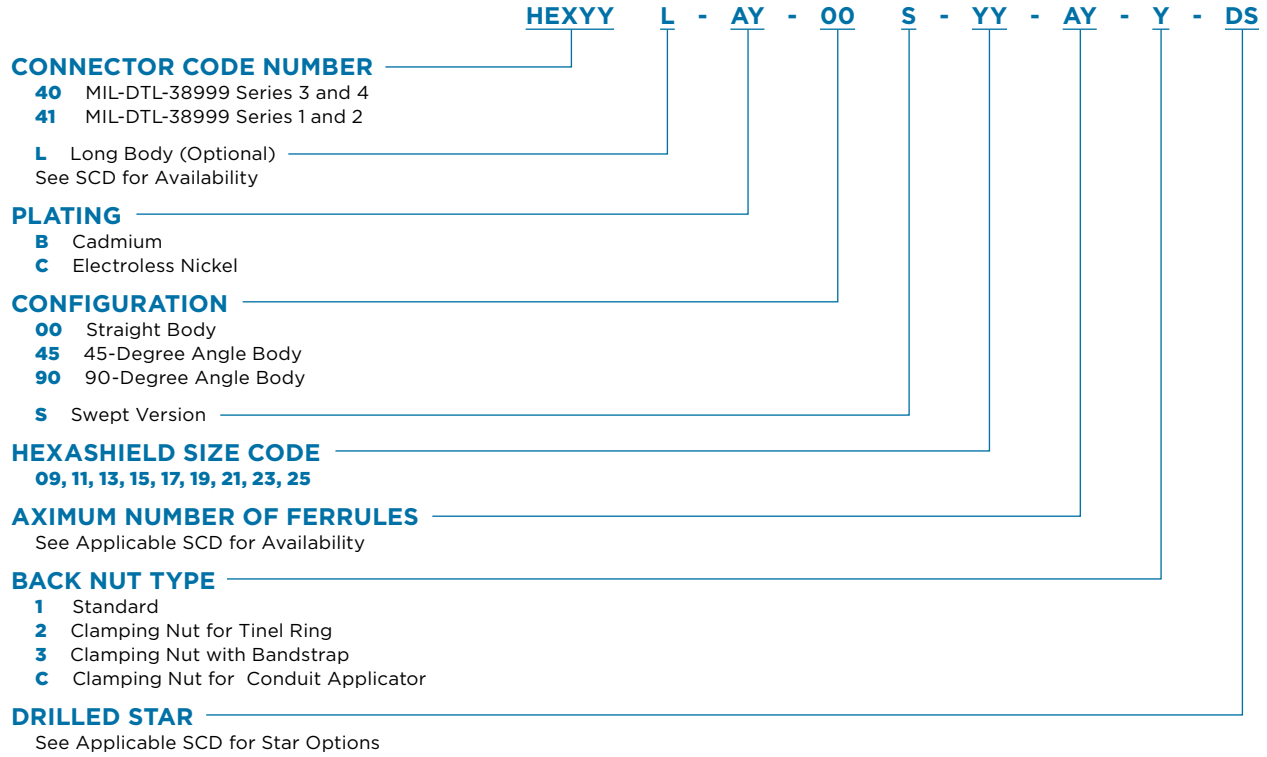 HEXYY L - AY - 00 S - YY - AY - Y - DS
CONNECTOR CODE NUMBER
40 MIL-DTL-38999 Series 3 and 4
41 MIL-DTL-38999 Series 1 and 2
L Long Body (Optional)
See SCD for Availability
PLATING
B Cadmium
C Electroless Nickel
CONFIGURATION
00 Straight Body
45 45-Degree Angle Body
90 90-Degree Angle Body
S Swept Version
HEXASHIELD SIZE CODE
09, 11, 13, 15, 17, 19, 21, 23, 25
AXIMUM NUMBER OF FERRULES
See Applicable SCD for Availability
BACK NUT TYPE
1 Standard
2 Clamping Nut for Tinel Ring
3 Clamping Nut with Bandstrap
C Clamping Nut for Conduit Applicator
DRILLED STAR
See Applicable SCD for Star Options